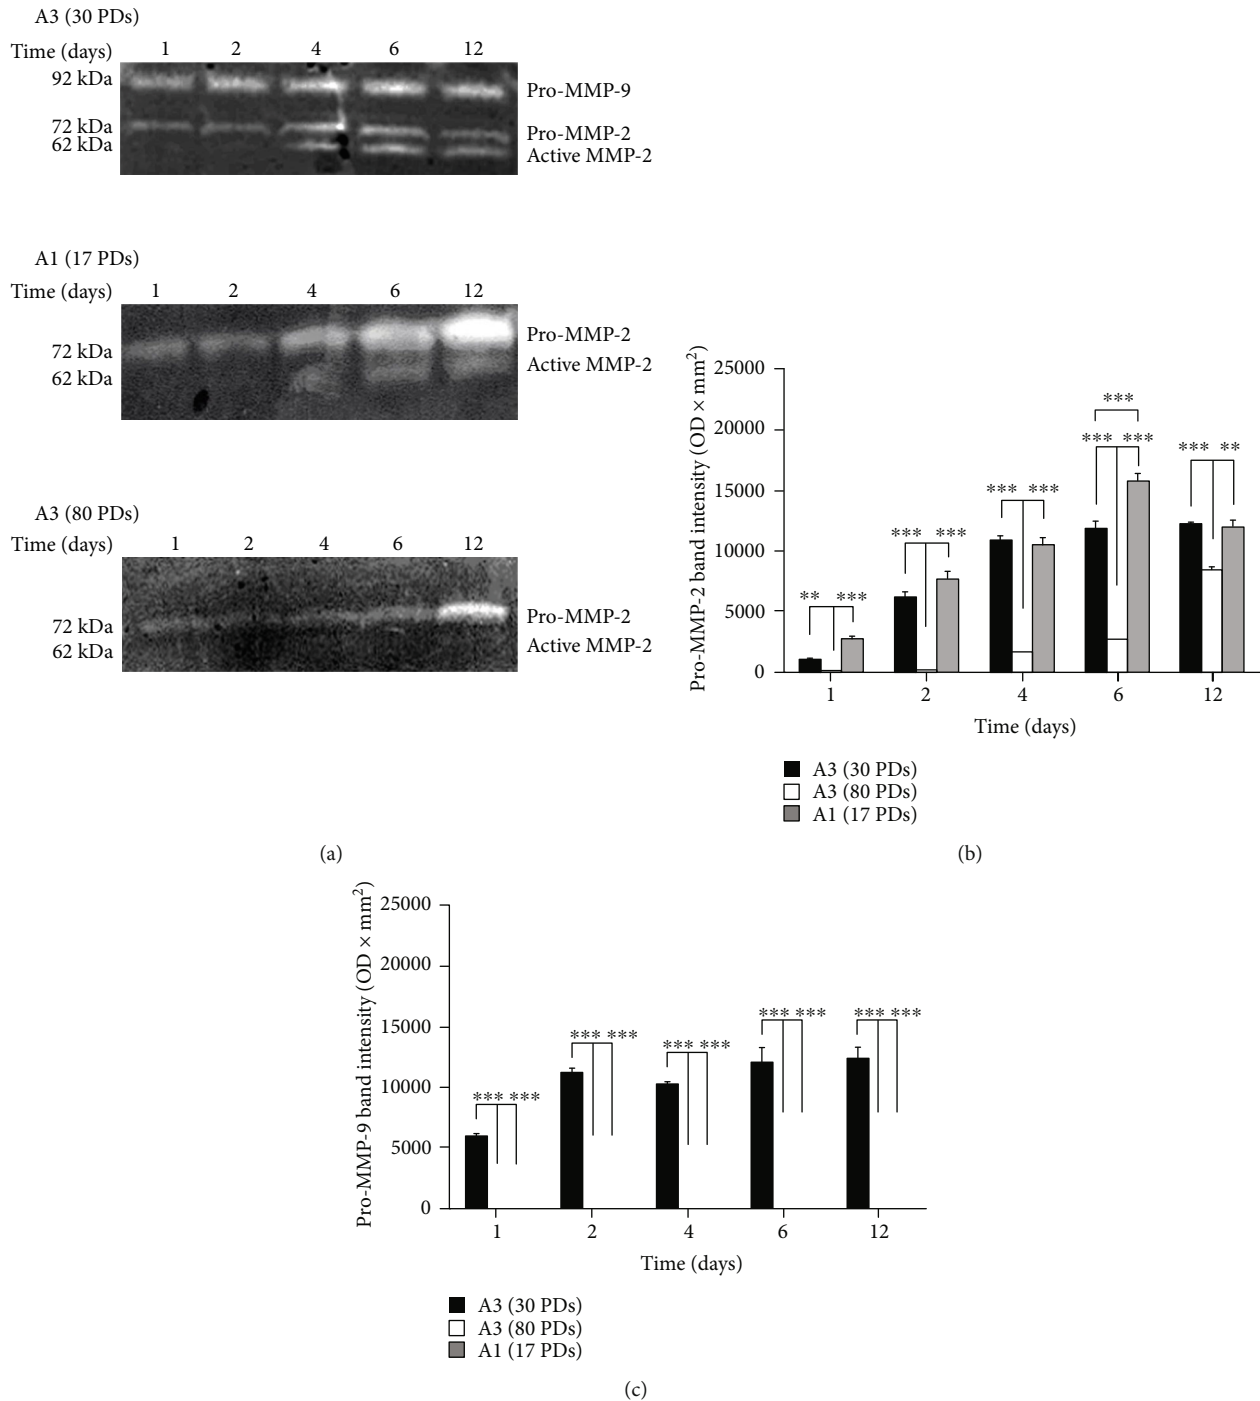 A3 (30 PDs)
Time (days) 1 2 4 6 12
92 kDa
72 kDa
62 kDa
Pro-MMP-9
Pro-MMP-2
Active MMP-2
A1 (17 PDs)
Time (days) 1 2 4 6 12
72 kDa
62 kDa
Pro-MMP-2
Active MMP-2
A3 (80 PDs)
Time (days) 1 2 4 6 12
72 kDa
62 kDa
Pro-MMP-2
Active MMP-2
(a)
Pro-MMP-2 band intensity (OD × mm²)
25000
20000
15000
10000
5000
0
** ***
*** ***
*** ***
***
*** ***
*** **
1 2 4 6 12
Time (days)
A3 (30 PDs)
A3 (80 PDs)
A1 (17 PDs)
(b)
Pro-MMP-9 band intensity (OD × mm²)
25000
20000
15000
10000
5000
0
*** ***
*** ***
*** ***
*** ***
*** ***
1 2 4 6 12
Time (days)
A3 (30 PDs)
A3 (80 PDs)
A1 (17 PDs)
(c)